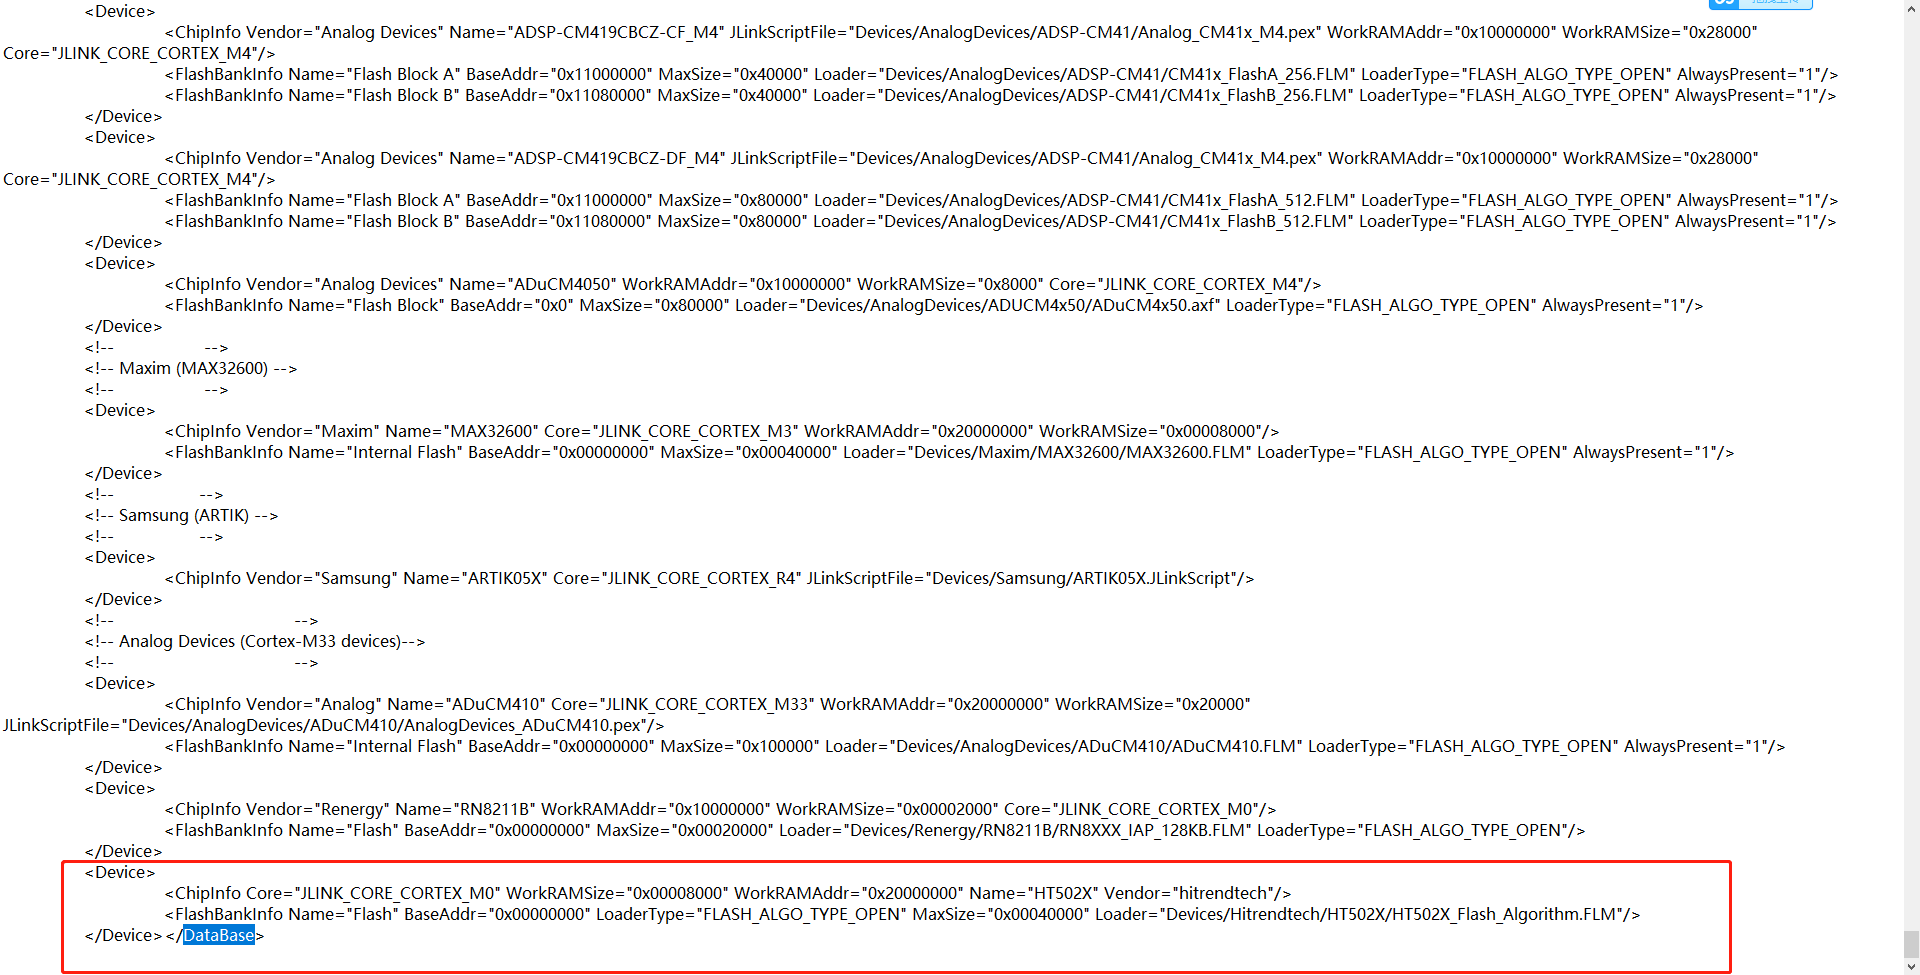 <Device>
<ChipInfo Vendor="Analog Devices" Name="ADSP-CM419CBCZ-CF_M4" JLinkScriptFile="Devices/AnalogDevices/ADSP-CM41/Analog_CM41x_M4.pex" WorkRAMAddr="0x10000000" WorkRAMSize="0x28000"
Core="JLINK_CORE_CORTEX_M4"/>
<FlashBankInfo Name="Flash Block A" BaseAddr="0x11000000" MaxSize="0x40000" Loader="Devices/AnalogDevices/ADSP-CM41/CM41x_FlashA_256.FLM" LoaderType="FLASH_ALGO_TYPE_OPEN" AlwaysPresent="1"/>
<FlashBankInfo Name="Flash Block B" BaseAddr="0x11080000" MaxSize="0x40000" Loader="Devices/AnalogDevices/ADSP-CM41/CM41x_FlashB_256.FLM" LoaderType="FLASH_ALGO_TYPE_OPEN" AlwaysPresent="1"/>
</Device>
<Device>
<ChipInfo Vendor="Analog Devices" Name="ADSP-CM419CBCZ-DF_M4" JLinkScriptFile="Devices/AnalogDevices/ADSP-CM41/Analog_CM41x_M4.pex" WorkRAMAddr="0x10000000" WorkRAMSize="0x28000"
Core="JLINK_CORE_CORTEX_M4"/>
<FlashBankInfo Name="Flash Block A" BaseAddr="0x11000000" MaxSize="0x80000" Loader="Devices/AnalogDevices/ADSP-CM41/CM41x_FlashA_512.FLM" LoaderType="FLASH_ALGO_TYPE_OPEN" AlwaysPresent="1"/>
<FlashBankInfo Name="Flash Block B" BaseAddr="0x11080000" MaxSize="0x80000" Loader="Devices/AnalogDevices/ADSP-CM41/CM41x_FlashB_512.FLM" LoaderType="FLASH_ALGO_TYPE_OPEN" AlwaysPresent="1"/>
</Device>
<Device>
<ChipInfo Vendor="Analog Devices" Name="ADuCM4050" WorkRAMAddr="0x10000000" WorkRAMSize="0x8000" Core="JLINK_CORE_CORTEX_M4"/>
<FlashBankInfo Name="Flash Block" BaseAddr="0x0" MaxSize="0x80000" Loader="Devices/AnalogDevices/ADUCM4x50/ADuCM4x50.axf" LoaderType="FLASH_ALGO_TYPE_OPEN" AlwaysPresent="1"/>
</Device>
<!-- -->
<!-- Maxim (MAX32600) -->
<!-- -->
<Device>
<ChipInfo Vendor="Maxim" Name="MAX32600" Core="JLINK_CORE_CORTEX_M3" WorkRAMAddr="0x20000000" WorkRAMSize="0x00008000"/>
<FlashBankInfo Name="Internal Flash" BaseAddr="0x00000000" MaxSize="0x00040000" Loader="Devices/Maxim/MAX32600/MAX32600.FLM" LoaderType="FLASH_ALGO_TYPE_OPEN" AlwaysPresent="1"/>
</Device>
<!-- -->
<!-- Samsung (ARTIK) -->
<!-- -->
<Device>
<ChipInfo Vendor="Samsung" Name="ARTIK05X" Core="JLINK_CORE_CORTEX_R4" JLinkScriptFile="Devices/Samsung/ARTIK05X.JLinkScript"/>
</Device>
<!-- -->
<!-- Analog Devices (Cortex-M33 devices)-->
<!-- -->
<Device>
<ChipInfo Vendor="Analog" Name="ADuCM410" Core="JLINK_CORE_CORTEX_M33" WorkRAMAddr="0x20000000" WorkRAMSize="0x20000"
JLinkScriptFile="Devices/AnalogDevices/ADuCM410/AnalogDevices_ADuCM410.pex"/>
<FlashBankInfo Name="Internal Flash" BaseAddr="0x00000000" MaxSize="0x100000" Loader="Devices/AnalogDevices/ADuCM410/ADuCM410.FLM" LoaderType="FLASH_ALGO_TYPE_OPEN" AlwaysPresent="1"/>
</Device>
<Device>
<ChipInfo Vendor="Renergy" Name="RN8211B" WorkRAMAddr="0x10000000" WorkRAMSize="0x00002000" Core="JLINK_CORE_CORTEX_M0"/>
<FlashBankInfo Name="Flash" BaseAddr="0x00000000" MaxSize="0x00020000" Loader="Devices/Renergy/RN8211B/RN8XXX_IAP_128KB.FLM" LoaderType="FLASH_ALGO_TYPE_OPEN"/>
</Device>
<Device>
<ChipInfo Core="JLINK_CORE_CORTEX_M0" WorkRAMSize="0x00008000" WorkRAMAddr="0x20000000" Name="HT502X" Vendor="hitrendtech"/>
<FlashBankInfo Name="Flash" BaseAddr="0x00000000" LoaderType="FLASH_ALGO_TYPE_OPEN" MaxSize="0x00040000" Loader="Devices/Hitrendtech/HT502X/HT502X_Flash_Algorithm.FLM"/>
</Device></DataBase>